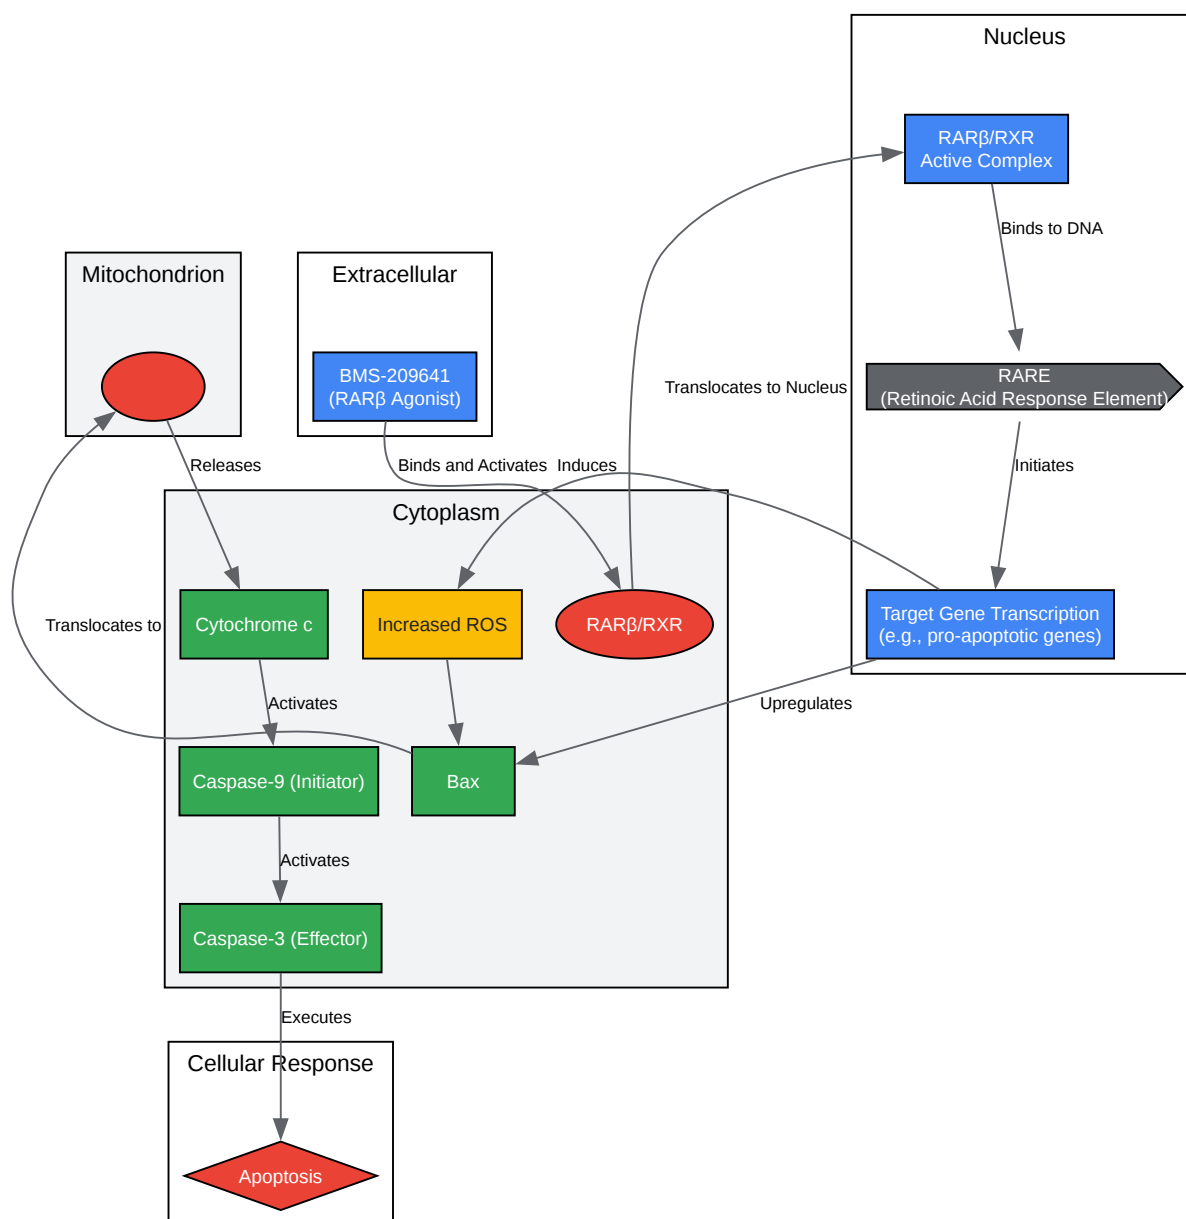 Nucleus
RARβ/RXR
Active Complex
Binds to DNA
Mitochondrion
Extracellular
BMS-209641
(RARβ Agonist)
Translocates to Nucleus
RARE
(Retinoic Acid Response Element)
Releases
Binds and Activates
Induces
Initiates
Cytoplasm
Translocates to
Cytochrome c
Increased ROS
RARβ/RXR
Target Gene Transcription
(e.g., pro-apoptotic genes)
Activates
Upregulates
Caspase-9 (Initiator)
Bax
Activates
Caspase-3 (Effector)
Executes
Cellular Response
Apoptosis